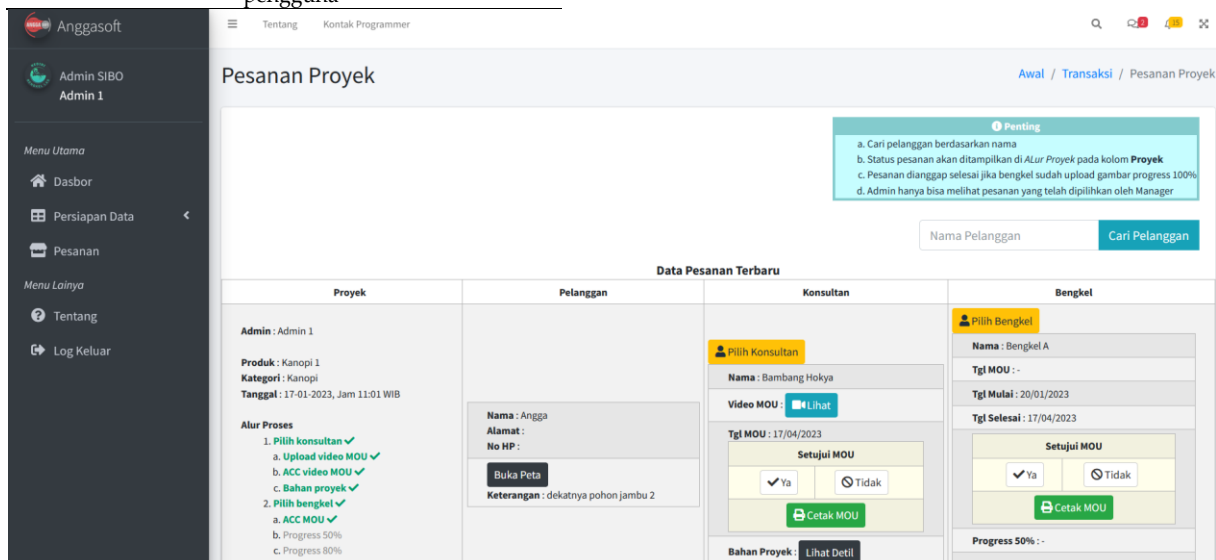 pengguna
Anggasoft
Tentang Kontak Programmer
3 15
Admin SIBO
Admin 1
Pesanan Proyek
Awal / Transaksi / Pesanan Proyek
Menu Utama
Dasbor
Persiapan Data
Pesanan
Menu Lainya
Tentang
Log Keluar
Penting
a. Cari pelanggan berdasarkan nama
b. Status pesanan akan ditampilkan di ALur Proyek pada kolom Proyek
c. Pesanan dianggap selesai jika bengkel sudah upload gambar progress 100%
d. Admin hanya bisa melihat pesanan yang telah dipilihkan oleh Manager
Nama Pelanggan Cari Pelanggan
Data Pesanan Terbaru
Proyek Pelanggan Konsultan Bengkel
Admin : Admin 1
Produk : Kanopi 1
Kategori : Kanopi
Tanggal : 17-01-2023, Jam 11:01 WIB
Alur Proses
1. Pilih konsultan
a. Upload video MOU
b. ACC video MOU
c. Bahan proyek
2. Pilih bengkel
a. ACC MOU
b. Progress 50%
c. Progress 80%
Nama : Angga
Alamat :
No HP :
Buka Peta
Keterangan : dekatnya pohon jambu 2
Pilih Konsultan
Nama : Bambang Hokya
Video MOU : Lihat
Tgl MOU : 17/04/2023
Setujui MOU
Ya Tidak
Cetak MOU
Bahan Proyek : Lihat Detil
Pilih Bengkel
Nama : Bengkel A
Tgl MOU : -
Tgl Mulai : 20/01/2023
Tgl Selesai : 17/04/2023
Setujui MOU
Ya Tidak
Cetak MOU
Progress 50% : -